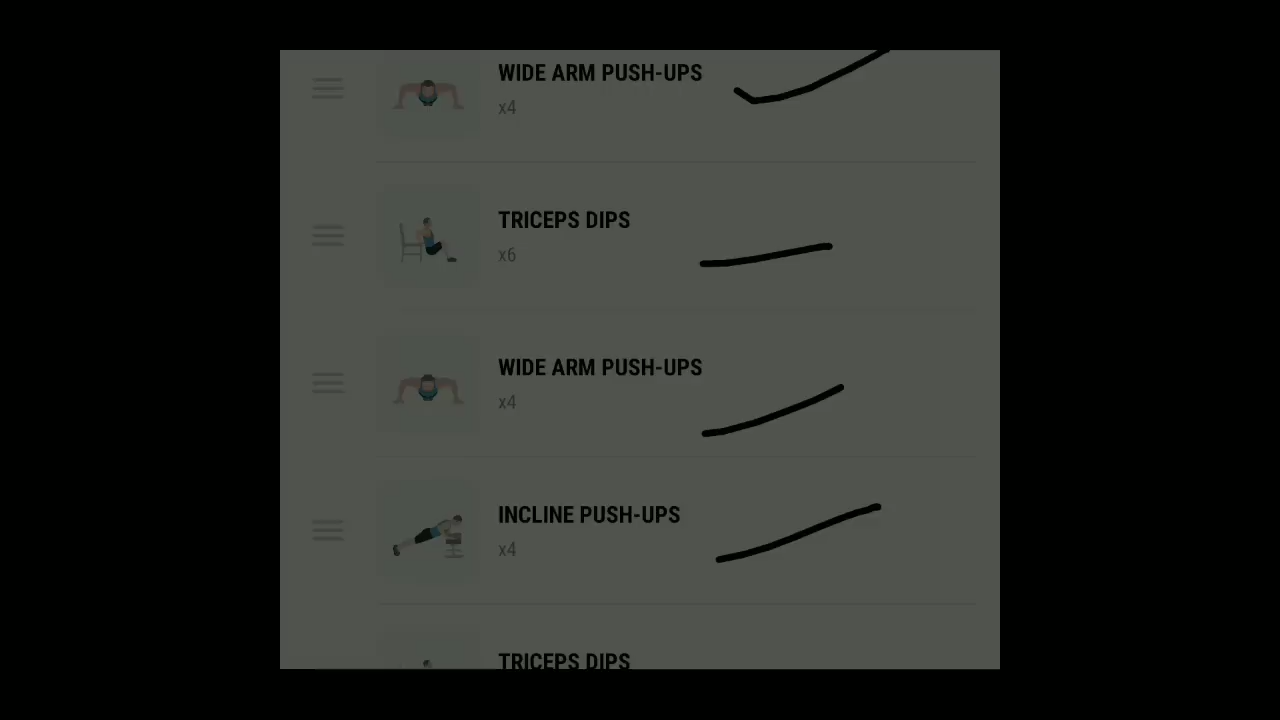 WIDE ARM PUSH-UPS
x4
TRICEPS DIPS
x6
WIDE ARM PUSH-UPS
x4
INCLINE PUSH-UPS
x4
TRICEPS DIPS